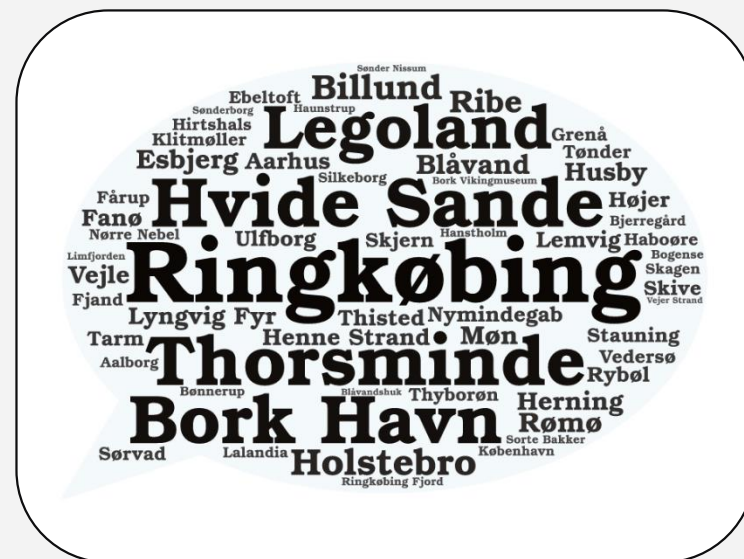 Sønder Nissum
Ebeltoft Billund Ribe
Sønderborg Haunstrup Legoland
Hirtshals Grenå
Klitmøller Tønder
Esbjerg Aarhus Blåvand Husby
Silkeborg Bork Vikingmuseum
Fårup Hvide Sande Højer
Fanø Bjerregård
Nørre Nebel Ulfborg Skjern Hanstholm Lemvig Haboøre
Limfjorden Ringkøbing Bogense
Vejle Skagen
Skive
Fjand Vejer Strand
Lyngvig Fyr Thisted Nymindegab
Tarm Henne Strand Møn Stauning
Aalborg Thorsminde Vedersø
Rybøl
Bønnerup Blåvandshuk Thyborøn
Bork Havn Herning
Rømø
Sorte Bakker
Sørvad Lalandia Holstebro København
Ringkøbing Fjord